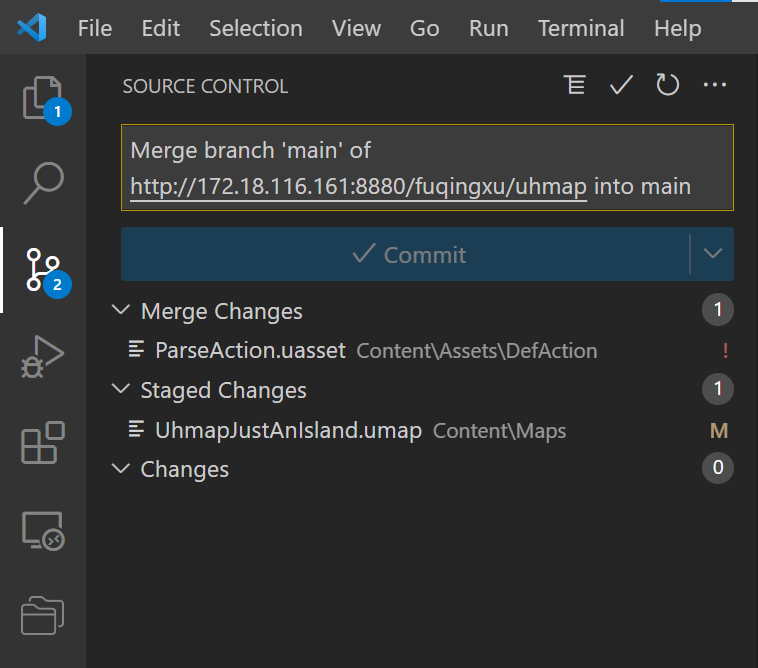 File Edit Selection View Go Run Terminal Help
SOURCE CONTROL
1
Merge branch 'main' of
http://172.18.116.161:8880/fuqingxu/uhmap into main
Commit
2
Merge Changes 1
ParseAction.uasset Content\Assets\DefAction !
Staged Changes 1
UhmapJustAnIsland.umap Content\Maps M
Changes 0